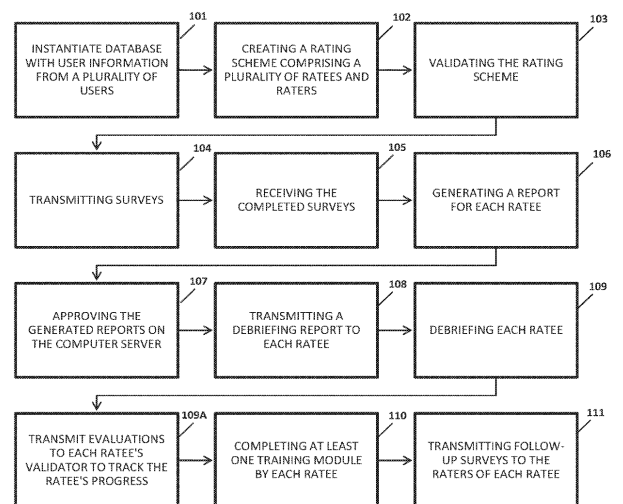 101
INSTANTIATE DATABASE
WITH USER INFORMATION
FROM A PLURALITY OF
USERS
102
CREATING A RATING
SCHEME COMPRISING A
PLURALITY OF RATEES AND
RATERS
103
VALIDATING THE RATING
SCHEME
104
TRANSMITTING SURVEYS
105
RECEIVING THE
COMPLETED SURVEYS
106
GENERATING A REPORT
FOR EACH RATEE
107
APPROVING THE
GENERATED REPORTS ON
THE COMPUTER SERVER
108
TRANSMITTING A
DEBRIEFING REPORT TO
EACH RATEE
109
DEBRIEFING EACH RATEE
109A
TRANSMIT EVALUATIONS
TO EACH RATEE'S
VALIDATOR TO TRACK THE
RATEE'S PROGRESS
110
COMPLETING AT LEAST
ONE TRAINING MODULE
BY EACH RATEE
111
TRANSMITTING FOLLOW-
UP SURVEYS TO THE
RATERS OF EACH RATEE